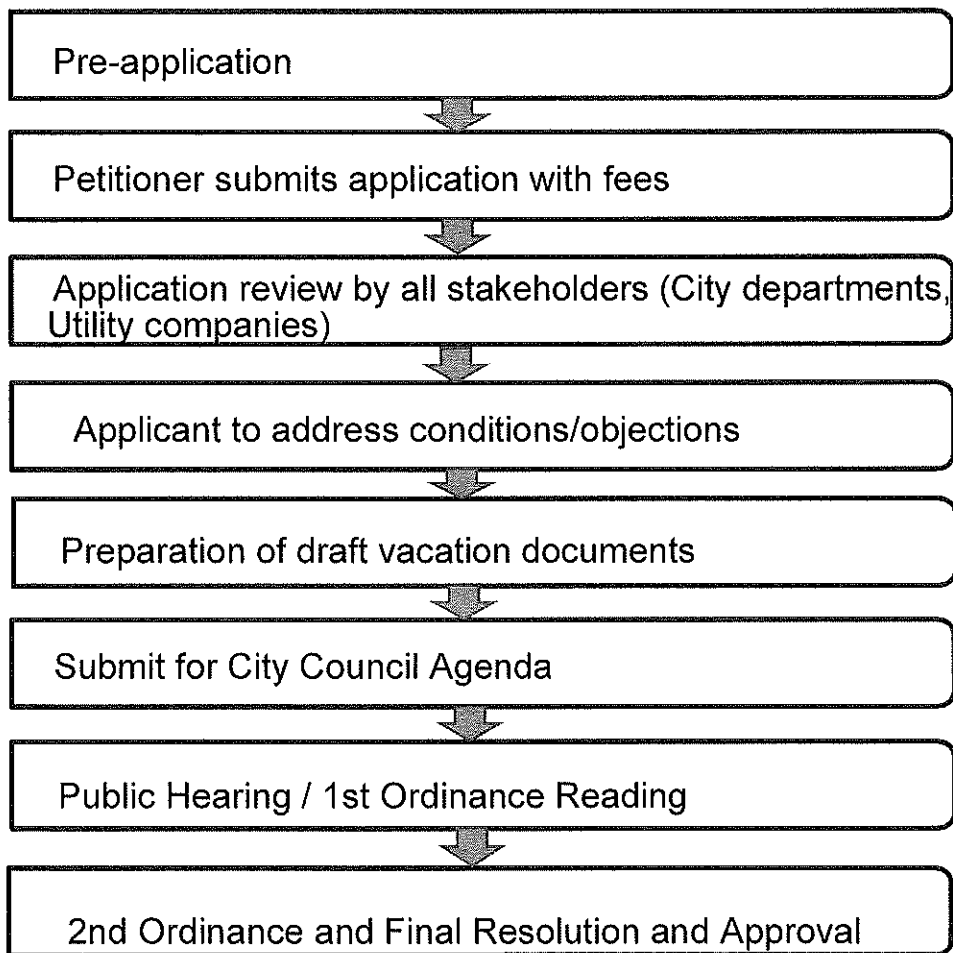 Pre-application
Petitioner submits application with fees
Application review by all stakeholders (City departments,
Utility companies)
Applicant to address conditions/objections
Preparation of draft vacation documents
Submit for City Council Agenda
Public Hearing / 1st Ordinance Reading
2nd Ordinance and Final Resolution and Approval